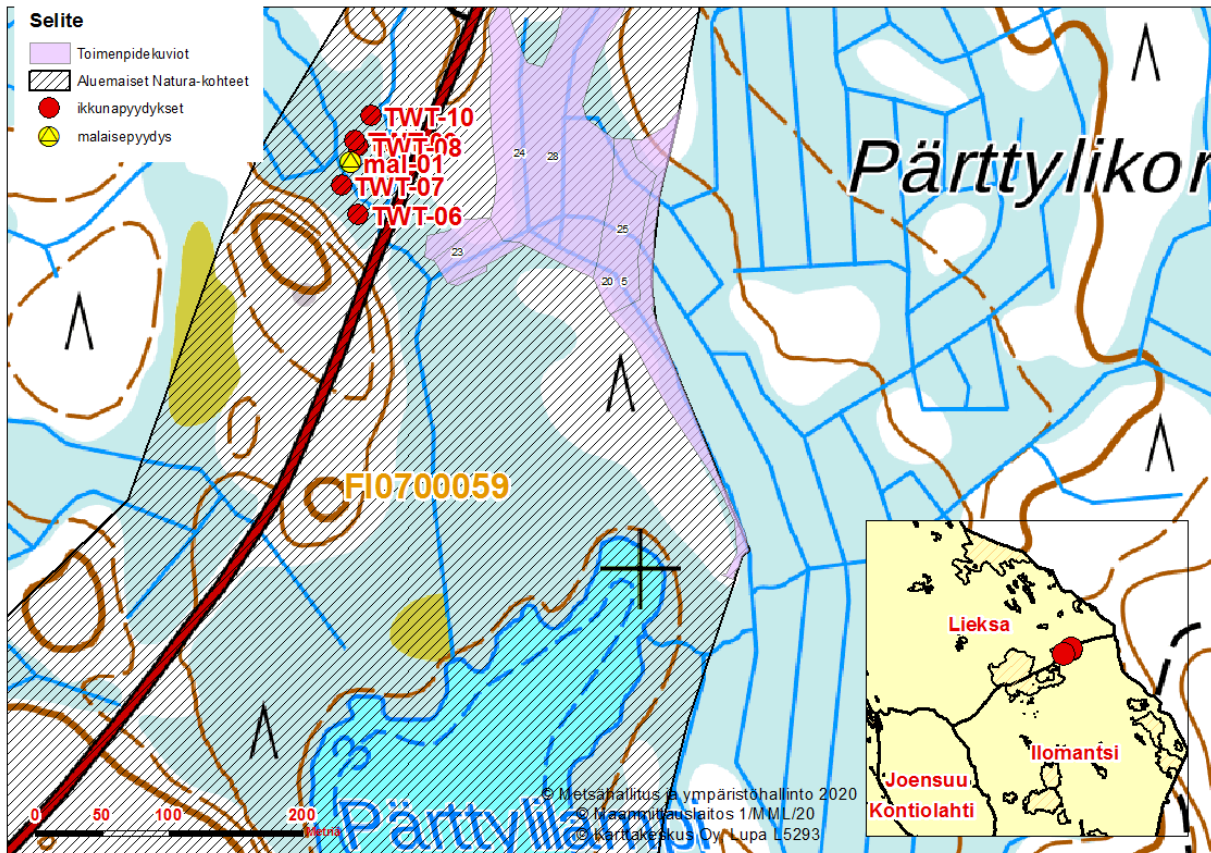 Selite
Toimenpidekuviot
Aluemaiset Natura-kohteet
ikkunapyydykset
malaisepyydys
TWT-10
TWT-08
mal-01
TWT-07
TWT-06
24
28
25
23
20 5
Pärttylikor
FI0700059
Lieksa
Ilomantsi
Joensuu
Kontiolahti
Pärttylilampi
0 50 100 200
Metriä
© Metsähallitus ja ympäristöhallinto 2020
© Maanmittauslaitos 1/MML/20
© Karttakeskus Oy, Lupa L5293